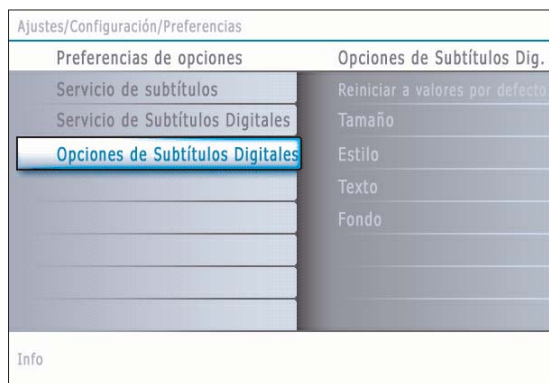 Ajustes/Configuración/Preferencias
Preferencias de opciones
Opciones de Subtítulos Dig.
Servicio de subtítulos
Reiniciar a valores por defecto
Servicio de Subtítulos Digitales
Tamaño
Opciones de Subtítulos Digitales
Estilo
Texto
Fondo
Info